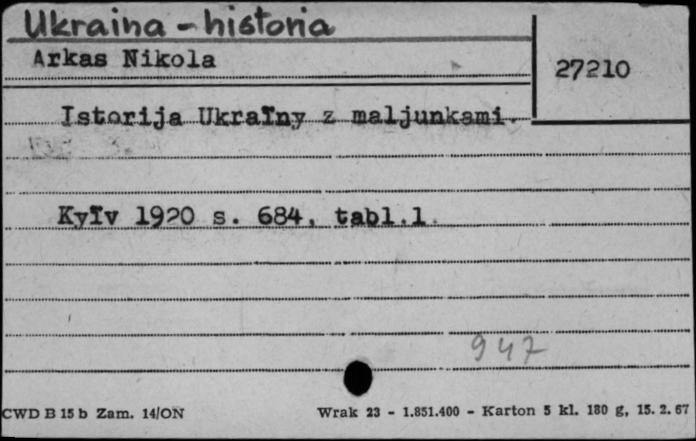 Ukraina - historia
Arkas Nikola
27210
Istorija Ukraïny z maljunkami.
Kyïv 1920 s. 684, tabl.1.
947
CWD B 15 b Zam. 14/ON
Wrak 23 - 1.851.400 - Karton 5 kl. 180 g, 15. 2. 67